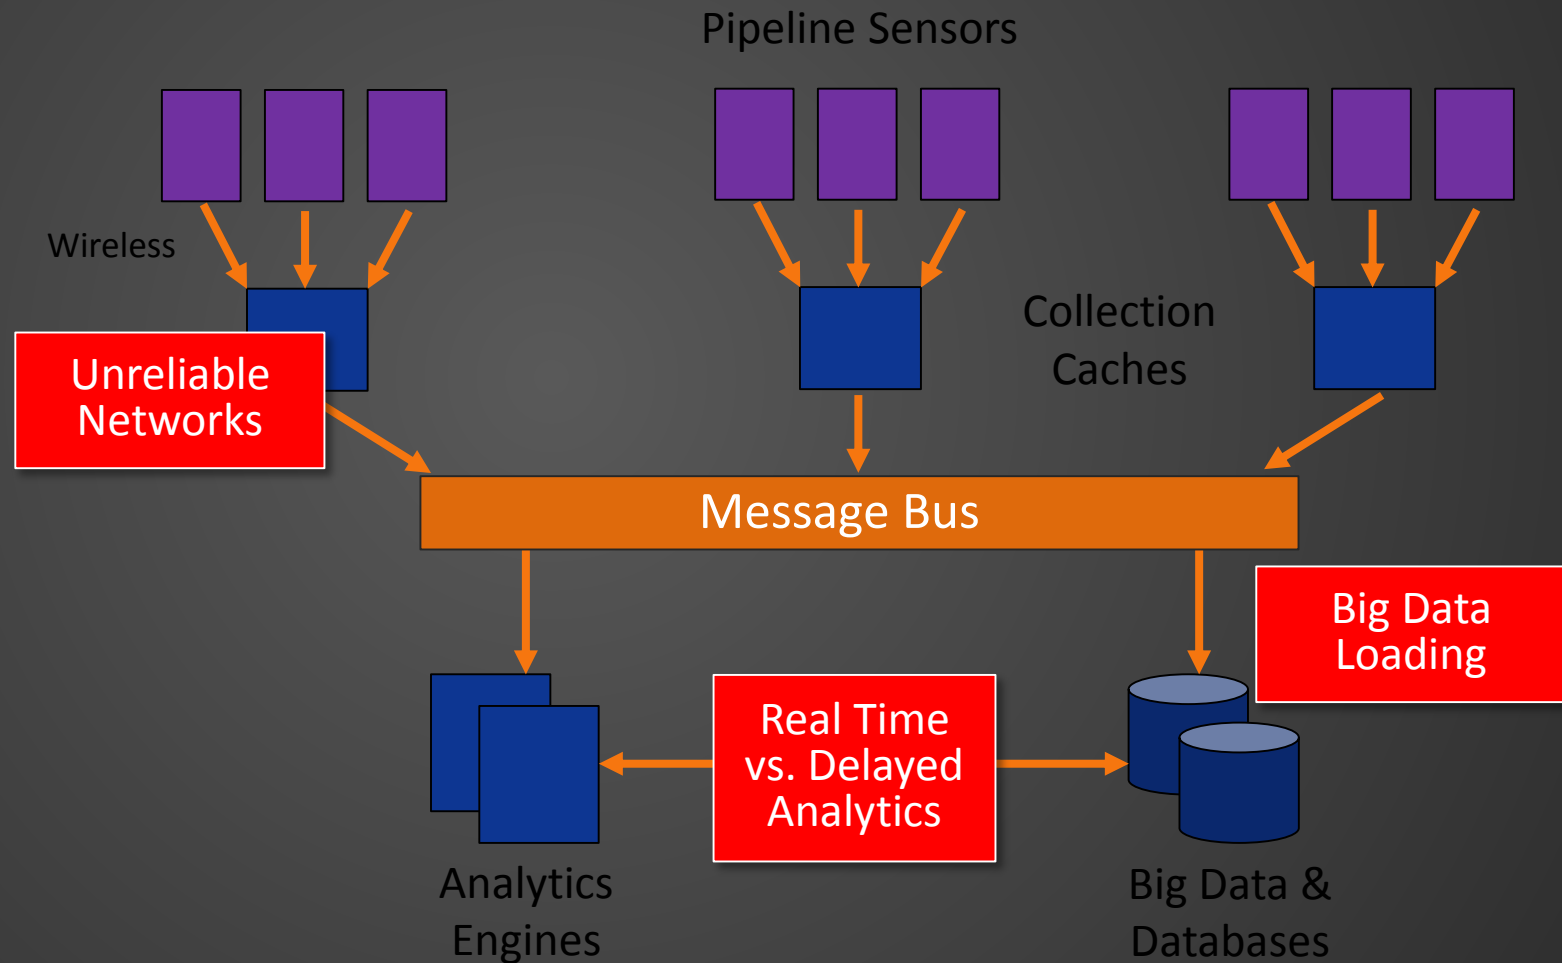 Pipeline Sensors
Wireless
Unreliable
Networks
Collection
Caches
Message Bus
Big Data
Loading
Real Time
vs. Delayed
Analytics
Analytics
Engines
Big Data &
Databases